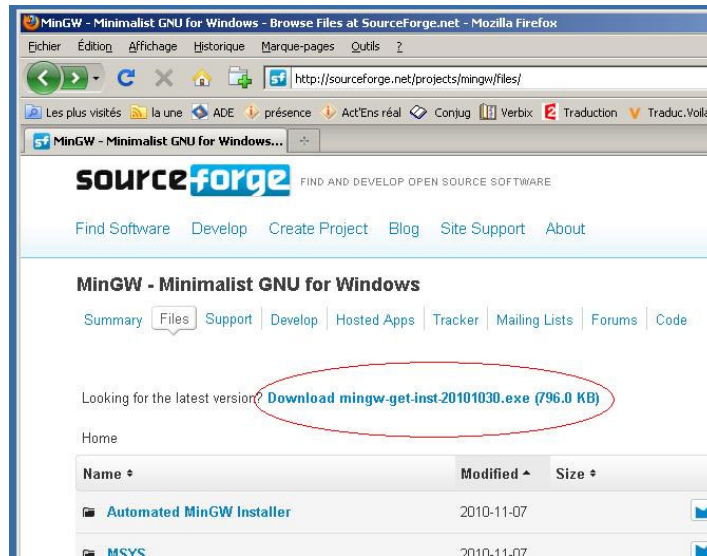 MinGW - Minimalist GNU for Windows - Browse Files at SourceForge.net - Mozilla Firefox
Fichier Édition Affichage Historique Marque-pages Outils ?
http://sourceforge.net/projects/mingw/files/
Les plus visités la une ADE présence Act'Ens réal Conjug Verbix Traduction Traduc.Voila
MinGW - Minimalist GNU for Windows...
sourceforge FIND AND DEVELOP OPEN SOURCE SOFTWARE
Find Software Develop Create Project Blog Site Support About
MinGW - Minimalist GNU for Windows
Summary Files Support Develop Hosted Apps Tracker Mailing Lists Forums Code
Looking for the latest version? Download mingw-get-inst-20101030.exe (796.0 KB)
Home
Name Modified Size
Automated MinGW Installer 2010-11-07
MSYS 2010-11-07